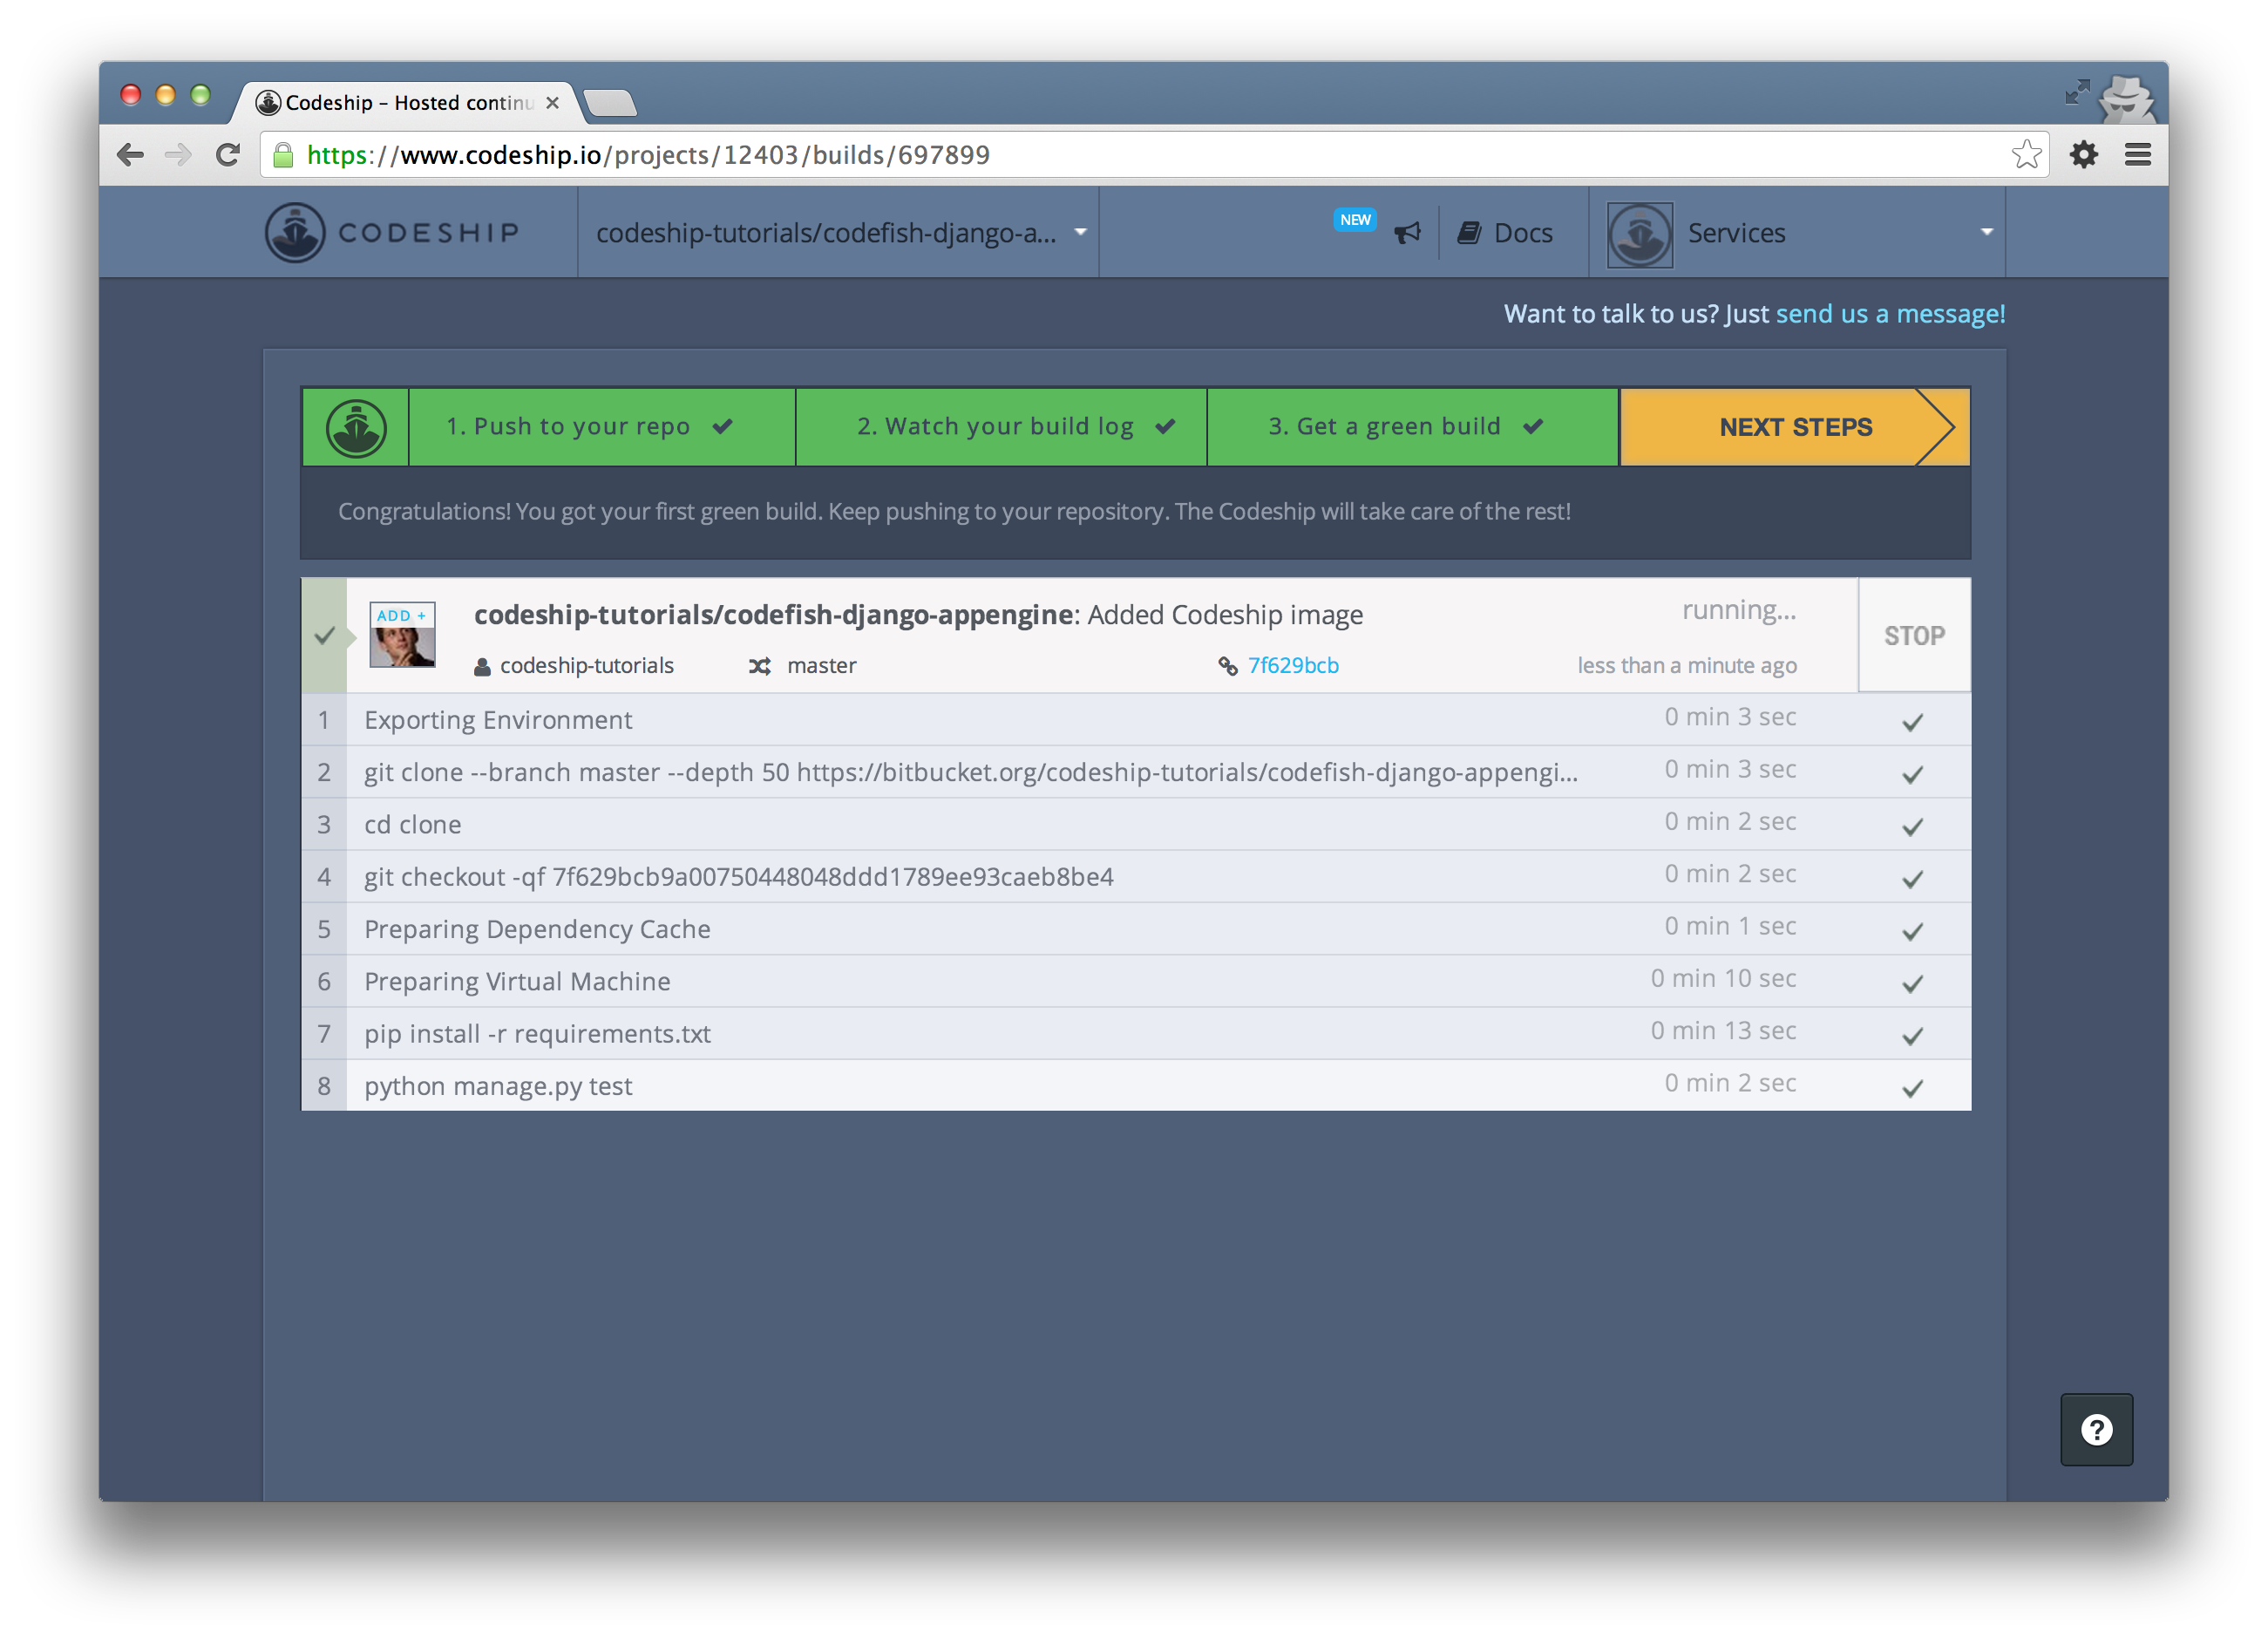 Codeship – Hosted continu
https://www.codeship.io/projects/12403/builds/697899
CODESHIP
codeship-tutorials/codefish-django-a...
NEW
Docs
Services
Want to talk to us? Just send us a message!
1. Push to your repo
2. Watch your build log
3. Get a green build
NEXT STEPS
Congratulations! You got your first green build. Keep pushing to your repository. The Codeship will take care of the rest!
ADD +
codeship-tutorials/codefish-django-appengine: Added Codeship image
running...
STOP
codeship-tutorials
master
7f629bcb
less than a minute ago
1 Exporting Environment 0 min 3 sec
2 git clone --branch master --depth 50 https://bitbucket.org/codeship-tutorials/codefish-django-appengi... 0 min 3 sec
3 cd clone 0 min 2 sec
4 git checkout -qf 7f629bcb9a00750448048ddd1789ee93caeb8be4 0 min 2 sec
5 Preparing Dependency Cache 0 min 1 sec
6 Preparing Virtual Machine 0 min 10 sec
7 pip install -r requirements.txt 0 min 13 sec
8 python manage.py test 0 min 2 sec
?